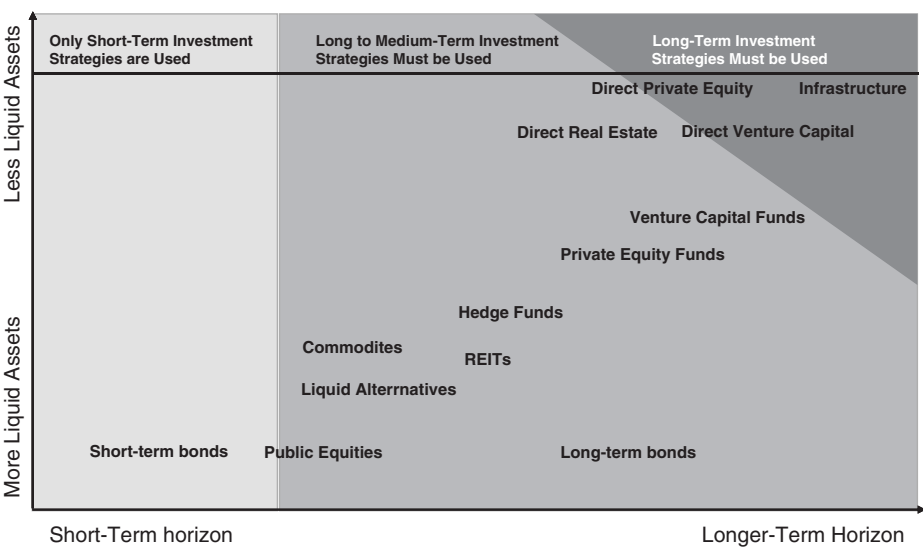 Less Liquid Assets
More Liquid Assets
Only Short-Term Investment
Strategies are Used
Long to Medium-Term Investment
Strategies Must be Used
Long-Term Investment
Strategies Must be Used
Direct Private Equity
Infrastructure
Direct Real Estate
Direct Venture Capital
Venture Capital Funds
Private Equity Funds
Hedge Funds
Commodites
REITs
Liquid Alterrnatives
Short-term bonds
Public Equities
Long-term bonds
Short-Term horizon
Longer-Term Horizon